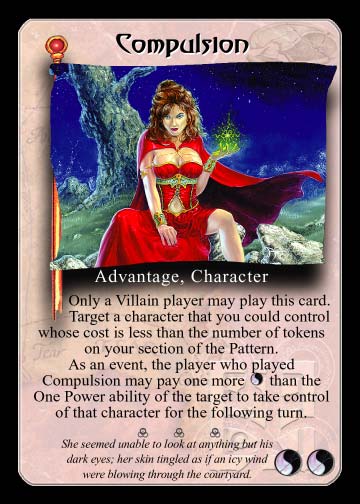 Compulsion
Advantage, Character
Only a Villain player may play this card.
Target a character that you could control
whose cost is less than the number of tokens
on your section of the Pattern.
As an event, the player who played
Compulsion may pay one more than the
One Power ability of the target to take control
of that character for the following turn.
She seemed unable to look at anything but his
dark eyes; her skin tingled as if an icy wind
were blowing through the courtyard.